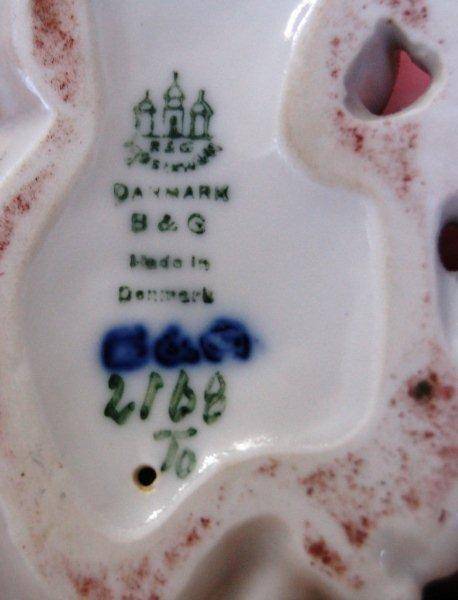 B & G
DANMARK
B & G
Made in
Denmark
B & G
2168
To